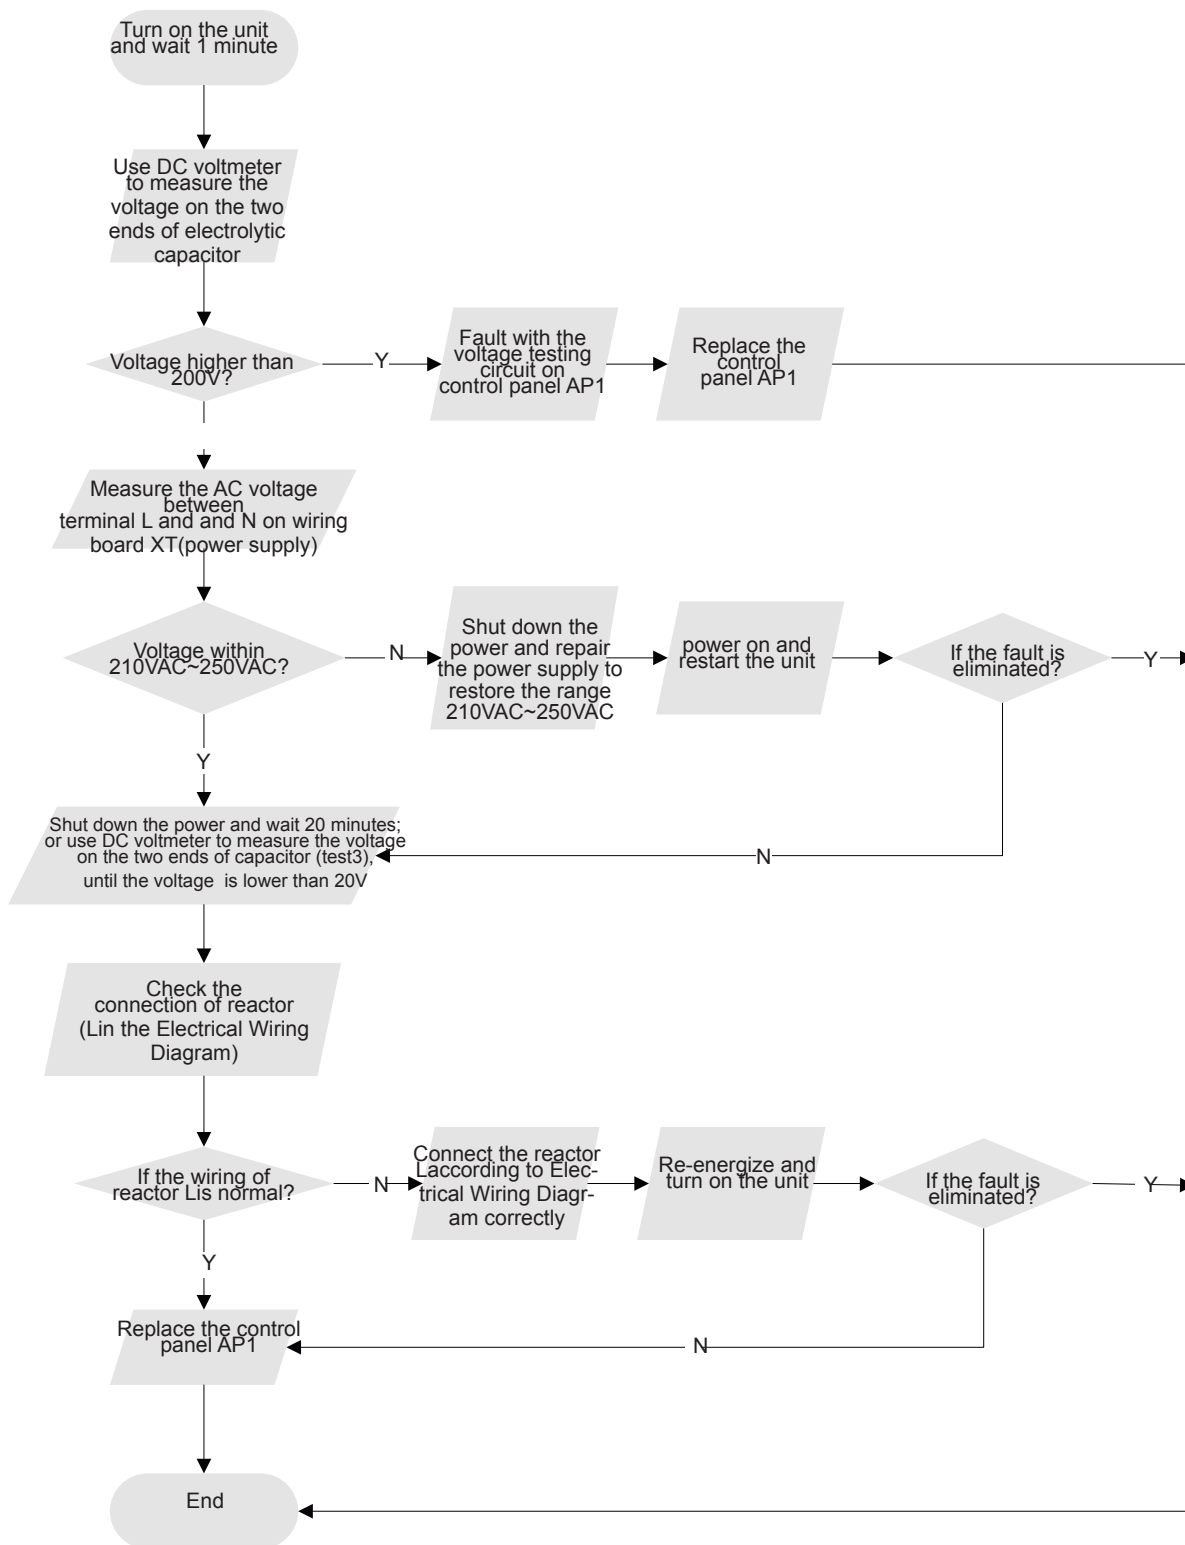 Turn on the unit
and wait 1 minute
Use DC voltmeter
to measure the
voltage on the two
ends of electrolytic
capacitor
Voltage higher than
200V?
Y
Fault with the
voltage testing
circuit on
control panel AP1
Replace the
control
panel AP1
Measure the AC voltage
between
terminal L and and N on wiring
board XT(power supply)
Voltage within
210VAC~250VAC?
N
Shut down the
power and repair
the power supply to
restore the range
210VAC~250VAC
power on and
restart the unit
If the fault is
eliminated?
Y
Y
Shut down the power and wait 20 minutes;
or use DC voltmeter to measure the voltage
on the two ends of capacitor (test3),
until the voltage is lower than 20V
N
Check the
connection of reactor
(Lin the Electrical Wiring
Diagram)
If the wiring of
reactor Lis normal?
N
Connect the reactor
Laccording to Elec-
trical Wiring Diagr-
am correctly
Re-energize and
turn on the unit
If the fault is
eliminated?
Y
Y
Replace the control
panel AP1
N
End